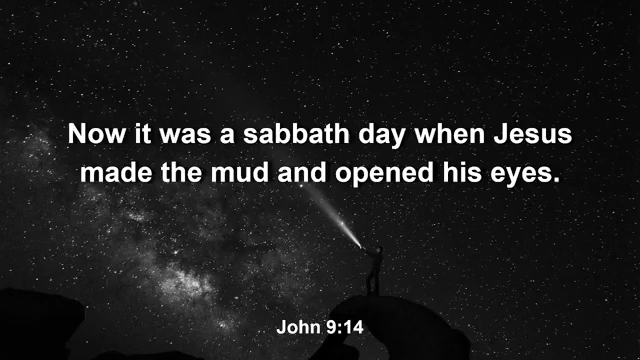 Now it was a sabbath day when Jesus
made the mud and opened his eyes.
John 9:14